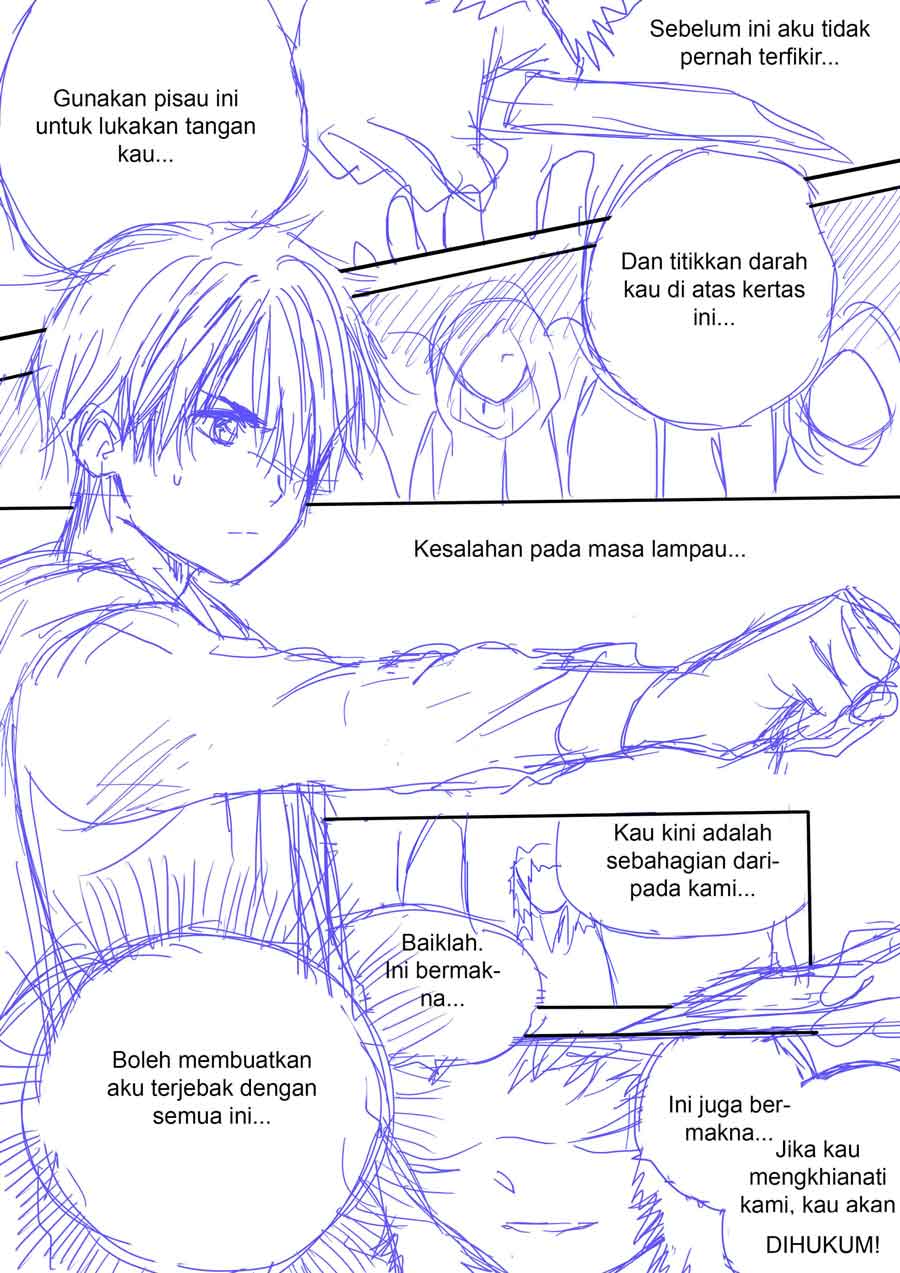 Sebelum ini aku tidak
pernah terfikir...
Gunakan pisau ini
untuk lukakan tangan
kau...
Dan titikkan darah
kau di atas kertas
ini...
Kesalahan pada masa lampau...
Kau kini adalah
sebahagian dari-
pada kami...
Baiklah.
Ini bermak-
na...
Boleh membuatkan
aku terjebak dengan
semua ini...
Ini juga ber-
makna...
Jika kau
mengkhianati
kami, kau akan
DIHUKUM!